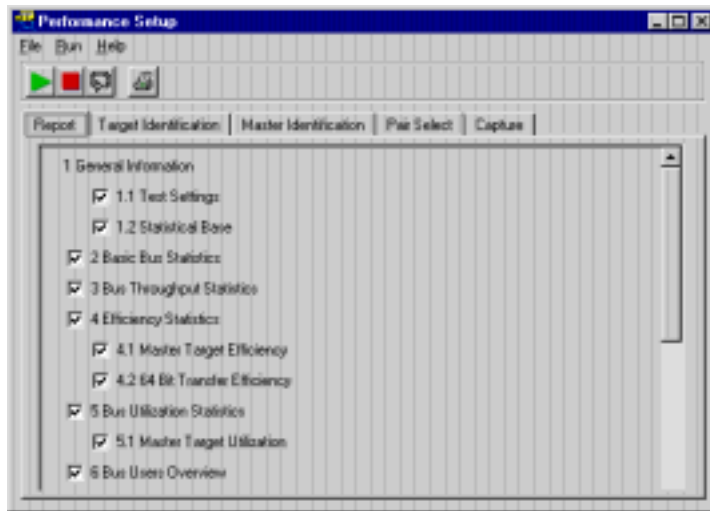 Performance Setup
File Run Help
Report Target Identification Master Identification Pair Select Capture
1 General Information
1.1 Test Settings
1.2 Statistical Base
2 Basic Bus Statistics
3 Bus Throughput Statistics
4 Efficiency Statistics
4.1 Master Target Efficiency
4.2 64 Bit Transfer Efficiency
5 Bus Utilization Statistics
5.1 Master Target Utilization
6 Bus Users Overview